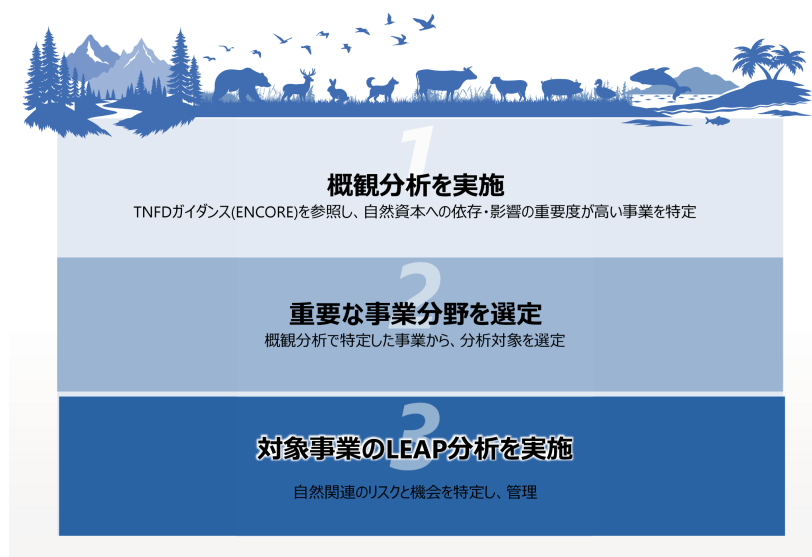 1
概観分析を実施
TNFDガイダンス(ENCORE)を参照し、自然資本への依存・影響の重要度が高い事業を特定
2
重要な事業分野を選定
概観分析で特定した事業から、分析対象を選定
3
対象事業のLEAP分析を実施
自然関連のリスクと機会を特定し、管理